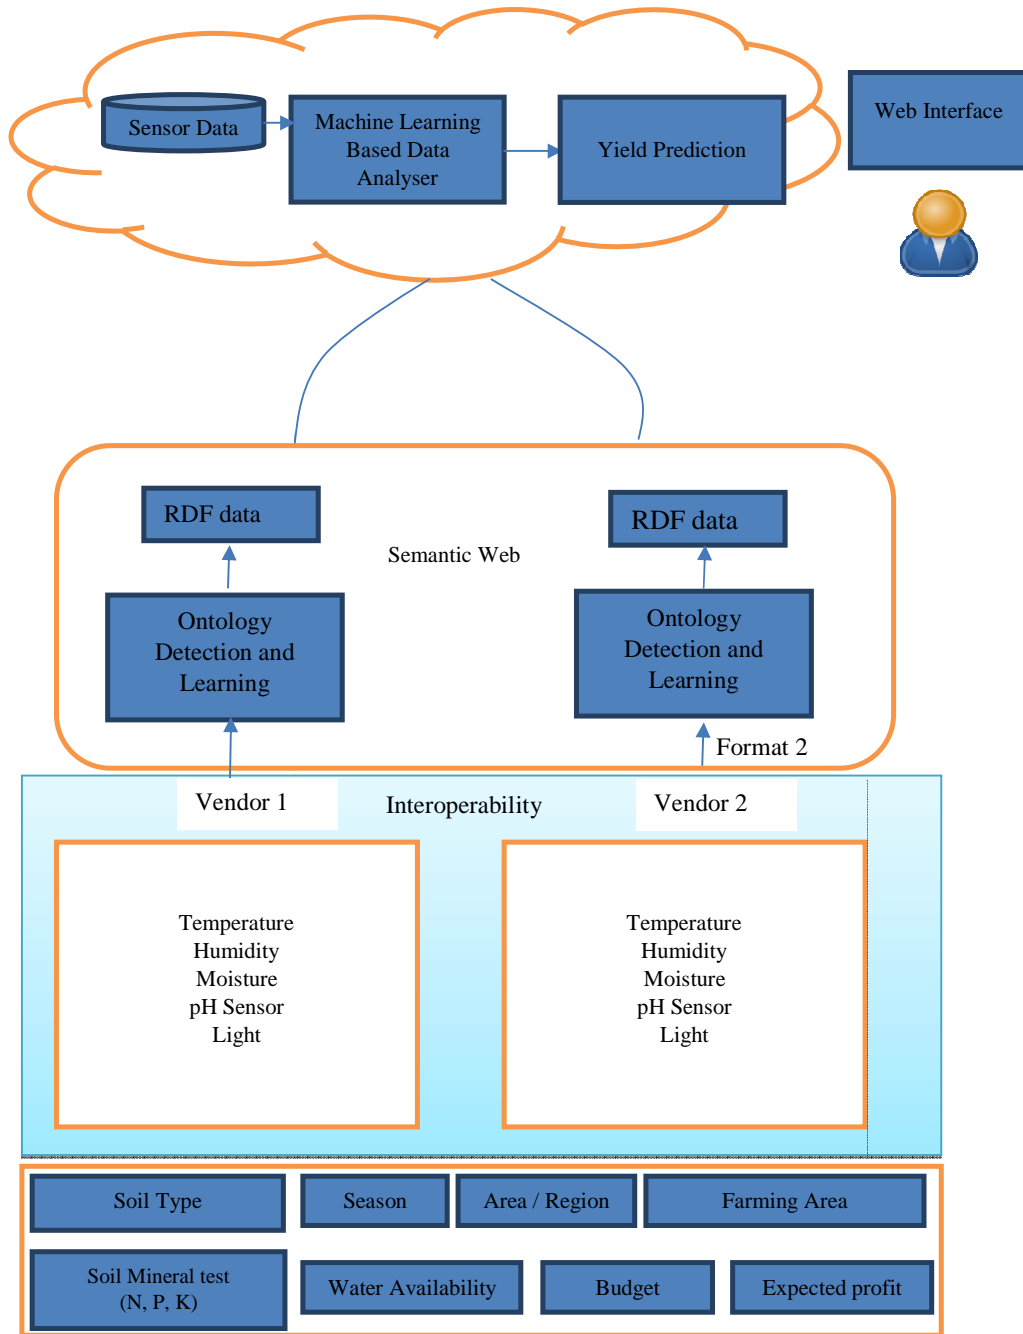 Sensor Data
Machine Learning
Based Data
Analyser
Yield Prediction
Web Interface
RDF data
RDF data
Semantic Web
Ontology
Detection and
Learning
Ontology
Detection and
Learning
Format 2
Vendor 1
Interoperability
Vendor 2
Temperature
Humidity
Moisture
pH Sensor
Light
Temperature
Humidity
Moisture
pH Sensor
Light
Soil Type
Season
Area / Region
Farming Area
Soil Mineral test
(N, P, K)
Water Availability
Budget
Expected profit